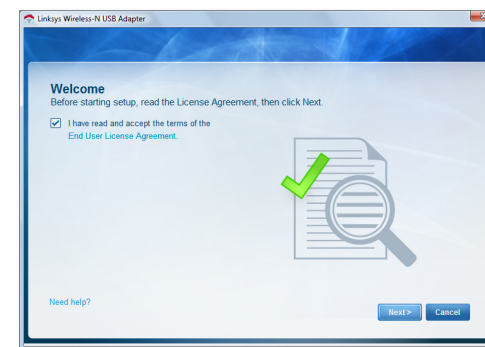 Linksys Wireless-N USB Adapter
Welcome
Before starting setup, read the License Agreement, then click Next.
I have read and accept the terms of the
End User License Agreement.
Need help?
Next >
Cancel